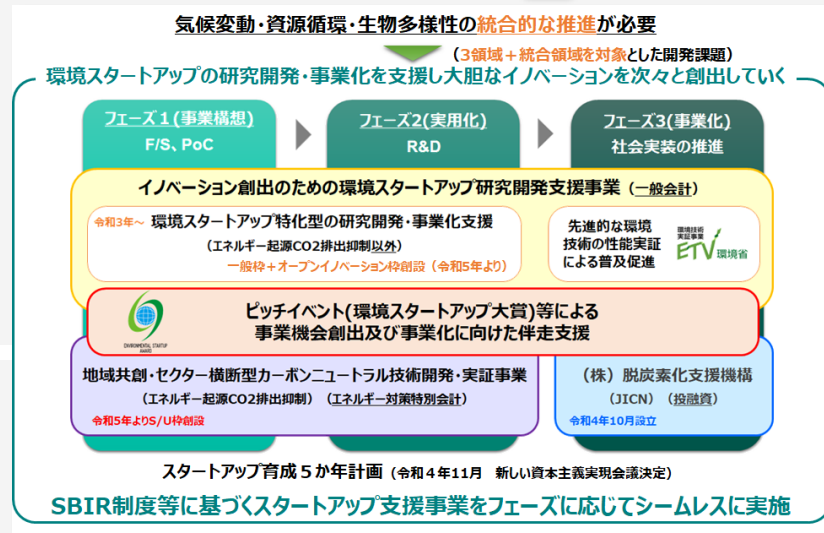 気候変動・資源循環・生物多様性の統合的な推進が必要
（3領域＋統合領域を対象とした開発課題）
環境スタートアップの研究開発・事業化を支援し大胆なイノベーションを次々と創出していく
フェーズ１(事業構想)
F/S、PoC
フェーズ2(実用化)
R&D
フェーズ3(事業化)
社会実装の推進
イノベーション創出のための環境スタートアップ研究開発支援事業（一般会計）
令和3年～ 環境スタートアップ特化型の研究開発・事業化支援
（エネルギー起源CO2排出抑制以外）
一般枠＋オープンイノベーション枠創設（令和5年より）
先進的な環境
技術の性能実証
による普及促進
環境技術
実証事業
ETV 環境省
ピッチイベント(環境スタートアップ大賞)等による
事業機会創出及び事業化に向けた伴走支援
ENVIRONMENTAL STARTUP
AWARD
地域共創・セクター横断型カーボンニュートラル技術開発・実証事業
（エネルギー起源CO2排出抑制）（エネルギー対策特別会計）
令和5年よりS/U枠創設
（株）脱炭素化支援機構
（JICN）（投融資）
令和4年10月設立
スタートアップ育成５か年計画（令和４年11月　新しい資本主義実現会議決定）
SBIR制度等に基づくスタートアップ支援事業をフェーズに応じてシームレスに実施